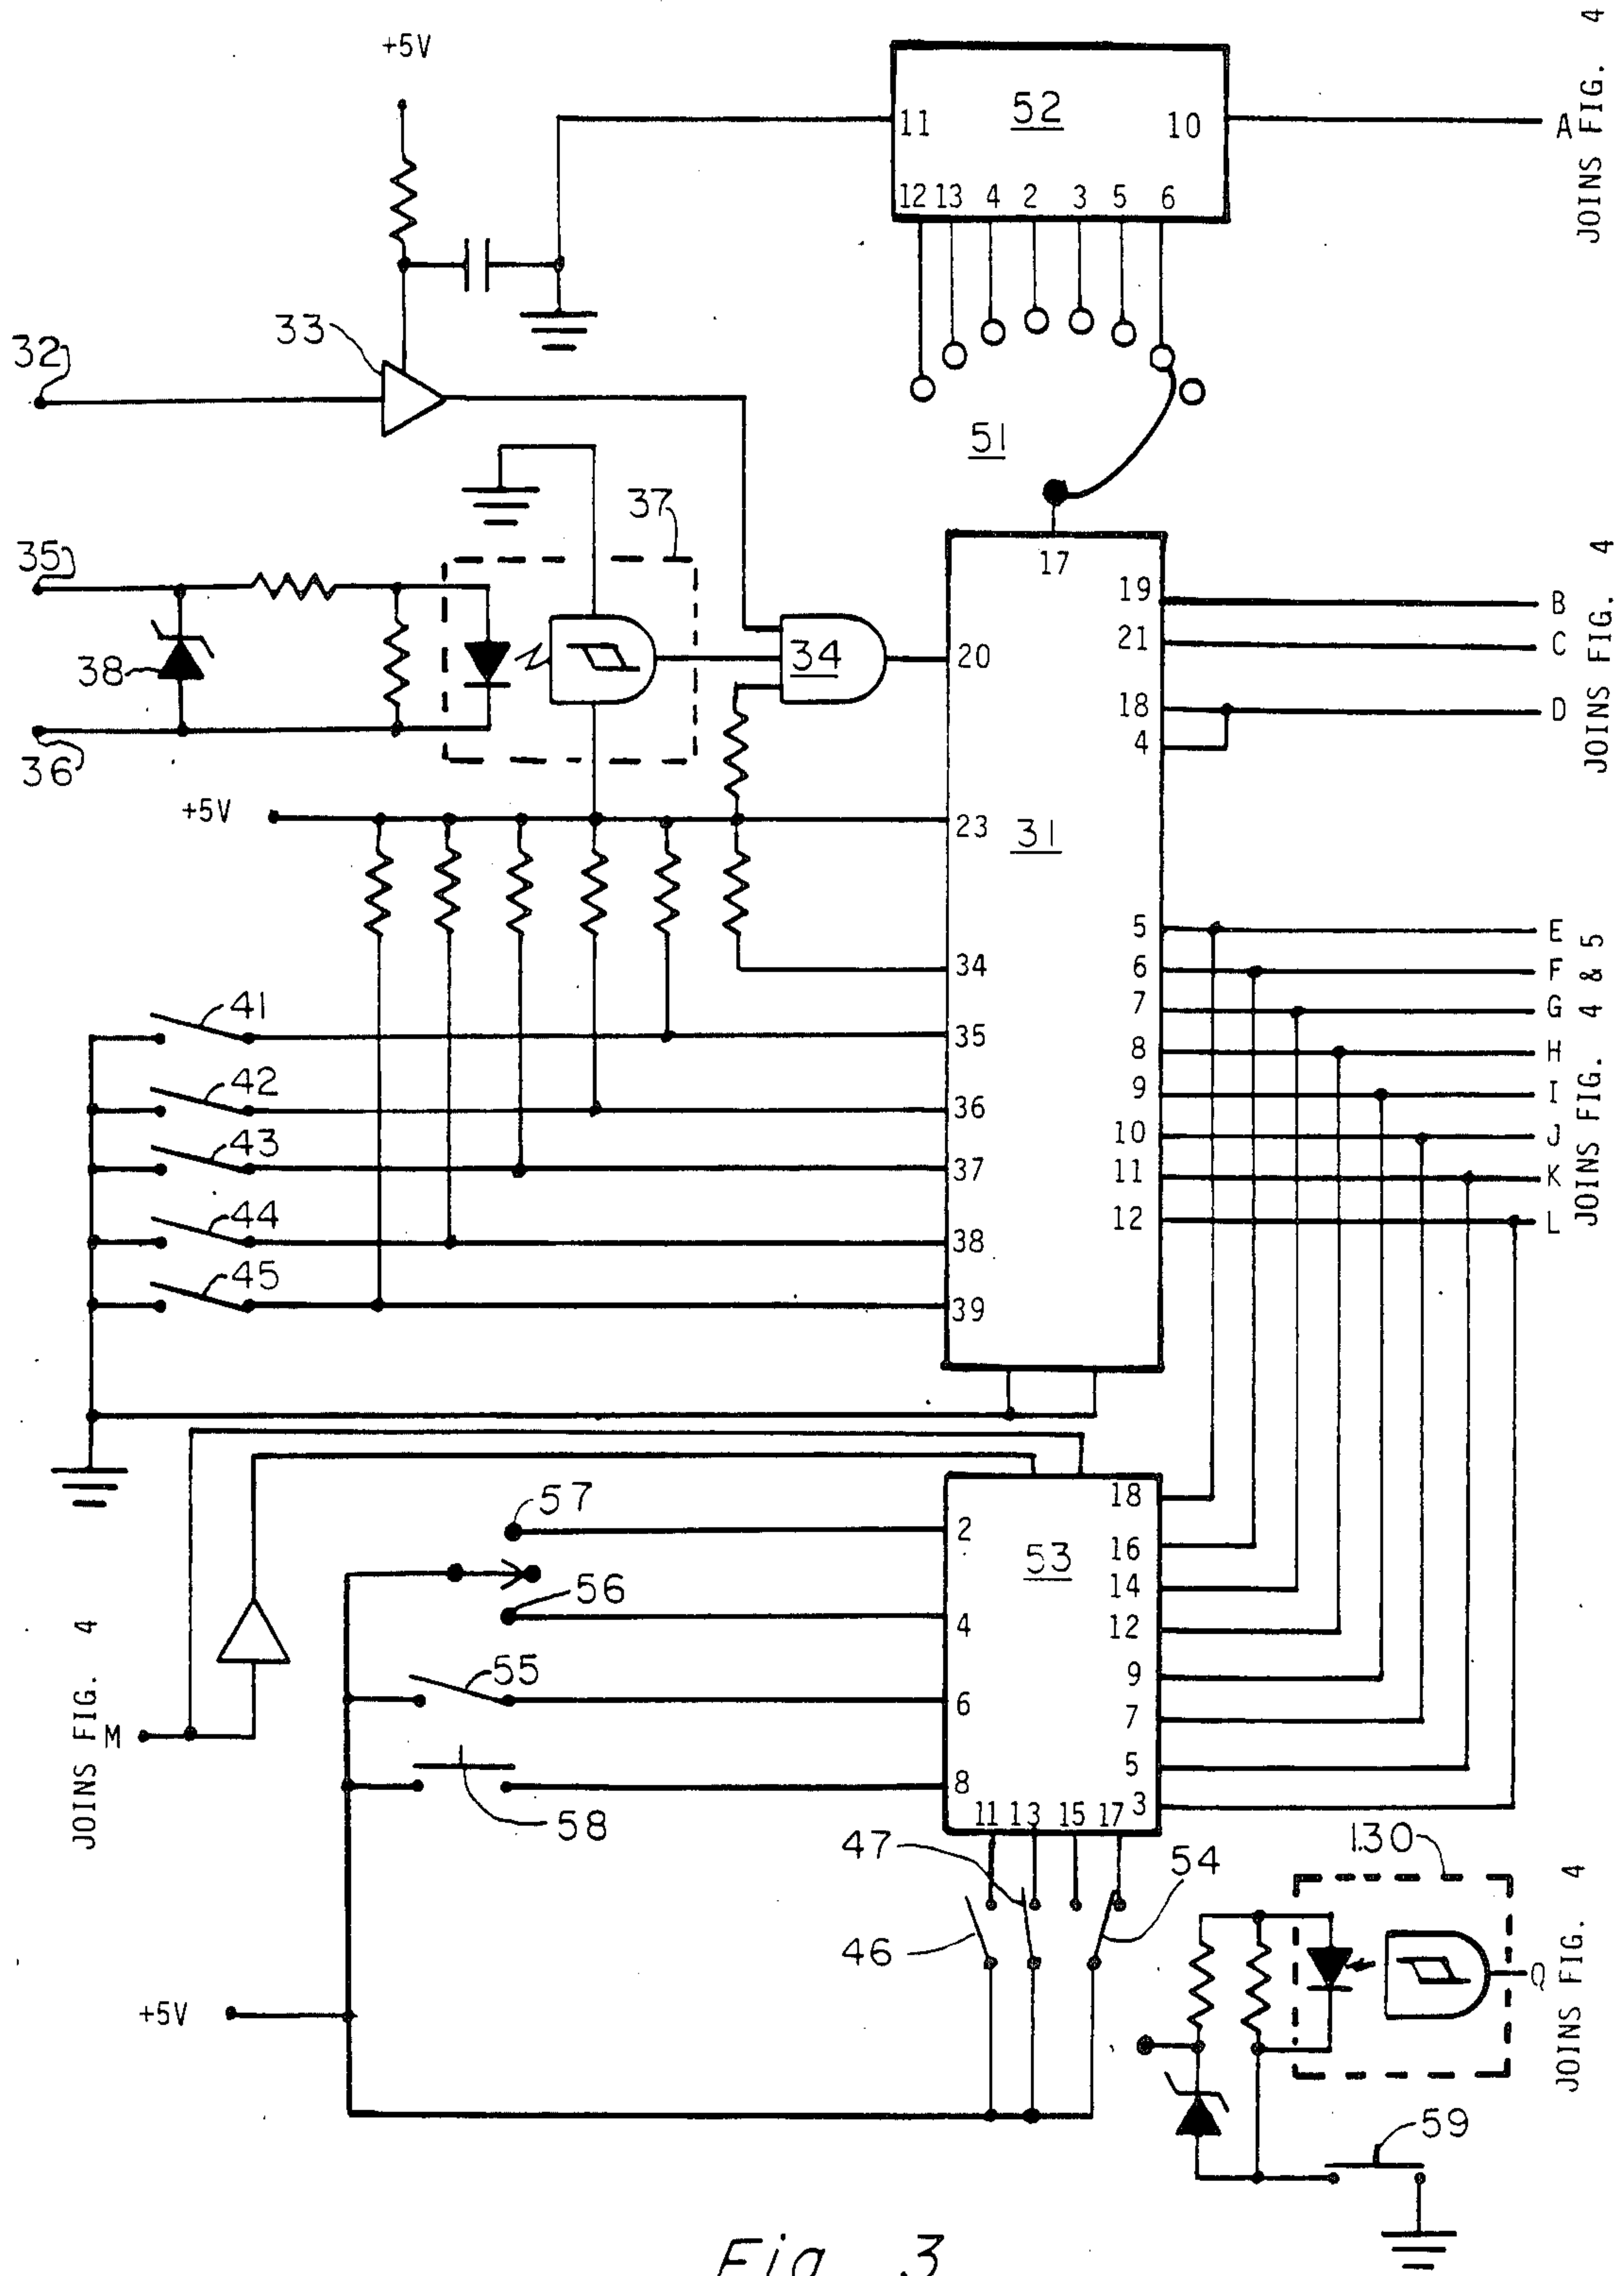 +5V
52
11
10
12 13 4 2 3 5 6
A
JOINS FIG. 4
33
32
51
37
35
17
19
B
21
C
34
20
38
18
D
4
JOINS FIG. 4
36
+5V
23
31
5
E
34
6
F
41
7
G
35
8
H
42
9
I
36
43
10
J
37
11
K
44
12
L
38
JOINS FIG. 4 & 5
45
39
57
18
2
53
16
56
14
4
12
55
9
6
7
M
JOINS FIG. 4
5
8
3
58
11 13 15 17
130
47
54
46
Q
JOINS FIG. 4
+5V
59
Fig. 3